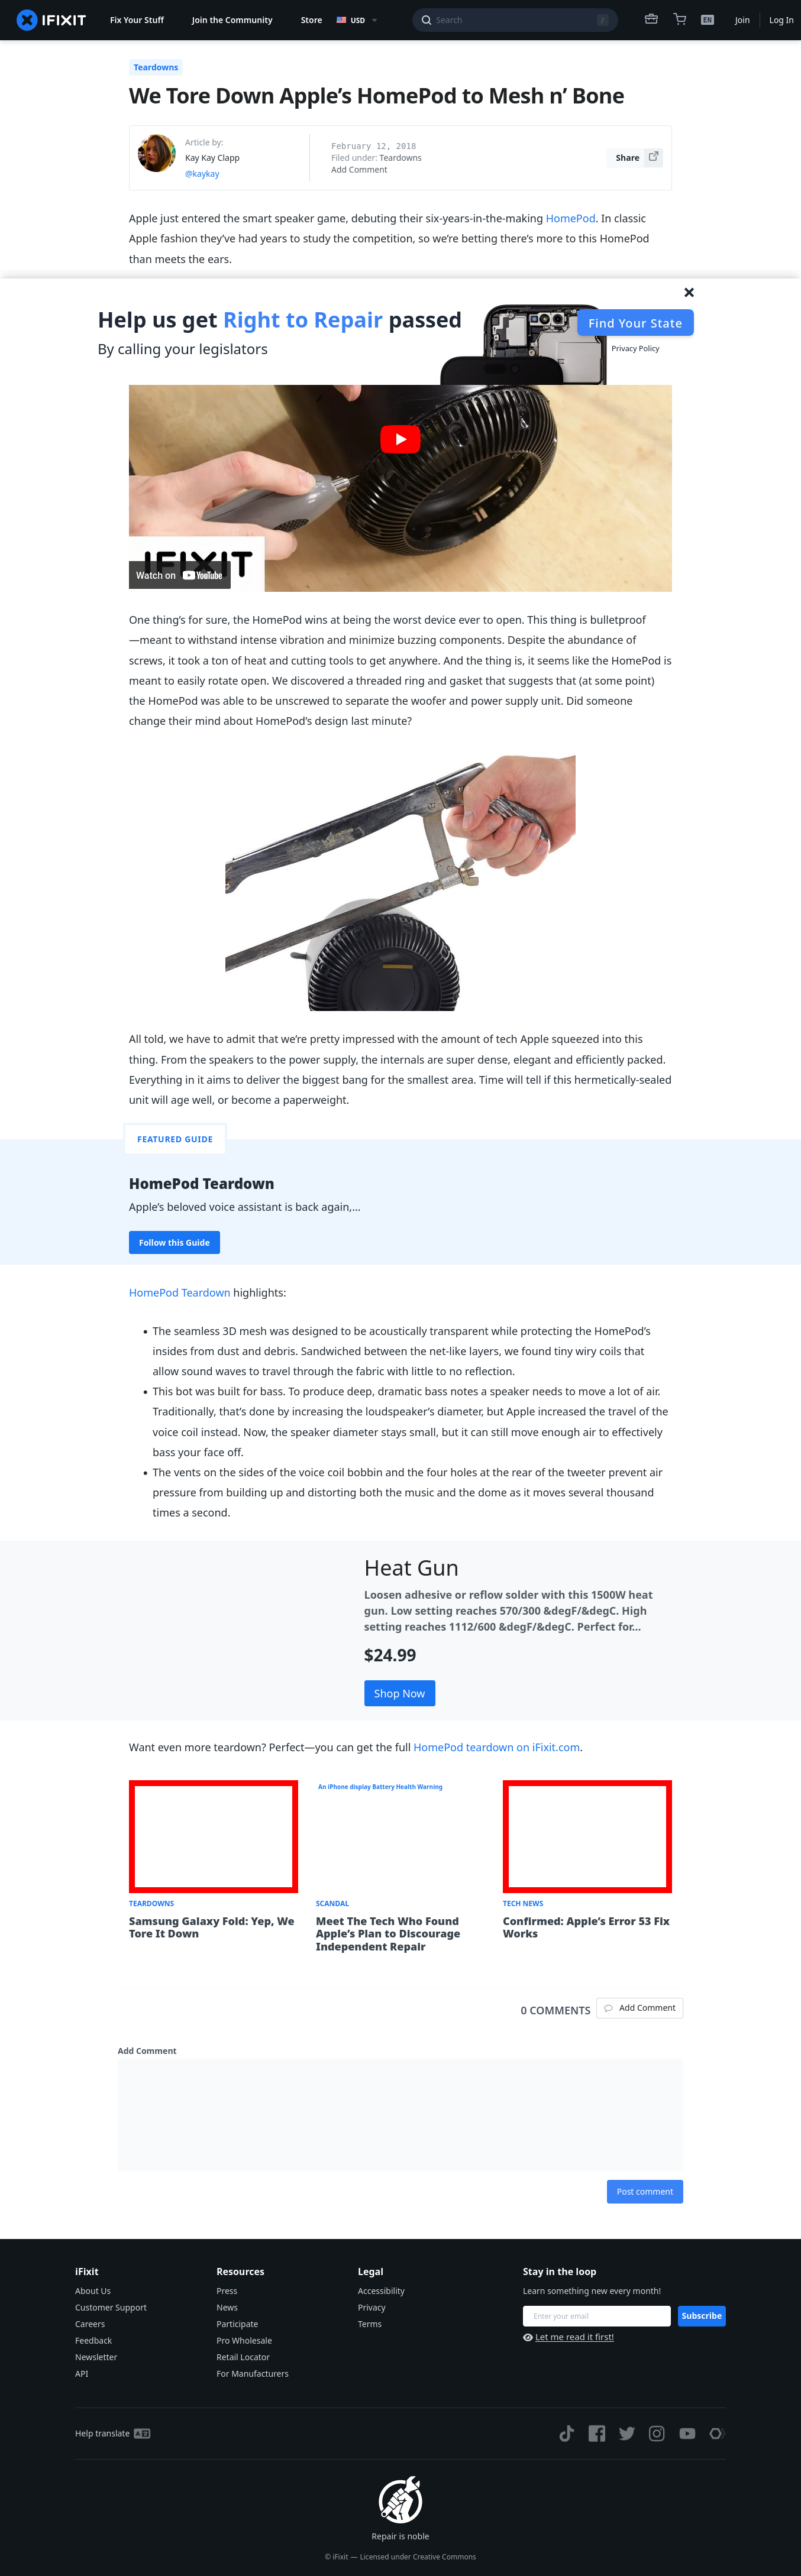 IFIXIT
Fix Your Stuff
Join the Community
Store
USD
Search
/
EN
Join
Log In
Teardowns
We Tore Down Apple’s HomePod to Mesh n’ Bone
Article by:
Kay Kay Clapp
@kaykay
February 12, 2018
Filed under: Teardowns
Add Comment
Share
Apple just entered the smart speaker game, debuting their six-years-in-the-making HomePod. In classic
Apple fashion they’ve had years to study the competition, so we’re betting there’s more to this HomePod
than meets the ears.
Help us get Right to Repair passed
By calling your legislators
Find Your State
Privacy Policy
IFIXIT
Watch on YouTube
One thing’s for sure, the HomePod wins at being the worst device ever to open. This thing is bulletproof
—meant to withstand intense vibration and minimize buzzing components. Despite the abundance of
screws, it took a ton of heat and cutting tools to get anywhere. And the thing is, it seems like the HomePod is
meant to easily rotate open. We discovered a threaded ring and gasket that suggests that (at some point)
the HomePod was able to be unscrewed to separate the woofer and power supply unit. Did someone
change their mind about HomePod’s design last minute?
All told, we have to admit that we’re pretty impressed with the amount of tech Apple squeezed into this
thing. From the speakers to the power supply, the internals are super dense, elegant and efficiently packed.
Everything in it aims to deliver the biggest bang for the smallest area. Time will tell if this hermetically-sealed
unit will age well, or become a paperweight.
FEATURED GUIDE
HomePod Teardown
Apple’s beloved voice assistant is back again,…
Follow this Guide
HomePod Teardown highlights:
The seamless 3D mesh was designed to be acoustically transparent while protecting the HomePod’s
insides from dust and debris. Sandwiched between the net-like layers, we found tiny wiry coils that
allow sound waves to travel through the fabric with little to no reflection.
This bot was built for bass. To produce deep, dramatic bass notes a speaker needs to move a lot of air.
Traditionally, that’s done by increasing the loudspeaker’s diameter, but Apple increased the travel of the
voice coil instead. Now, the speaker diameter stays small, but it can still move enough air to effectively
bass your face off.
The vents on the sides of the voice coil bobbin and the four holes at the rear of the tweeter prevent air
pressure from building up and distorting both the music and the dome as it moves several thousand
times a second.
Heat Gun
Loosen adhesive or reflow solder with this 1500W heat
gun. Low setting reaches 570/300 &degF/&degC. High
setting reaches 1112/600 &degF/&degC. Perfect for...
$24.99
Shop Now
Want even more teardown? Perfect—you can get the full HomePod teardown on iFixit.com.
An iPhone display Battery Health Warning
TEARDOWNS
Samsung Galaxy Fold: Yep, We
Tore It Down
SCANDAL
Meet The Tech Who Found
Apple’s Plan to Discourage
Independent Repair
TECH NEWS
Confirmed: Apple’s Error 53 Fix
Works
0 COMMENTS
Add Comment
Add Comment
Post comment
iFixit
About Us
Customer Support
Careers
Feedback
Newsletter
API
Resources
Press
News
Participate
Pro Wholesale
Retail Locator
For Manufacturers
Legal
Accessibility
Privacy
Terms
Stay in the loop
Learn something new every month!
Enter your email
Subscribe
Let me read it first!
Help translate
Repair is noble
© iFixit — Licensed under Creative Commons